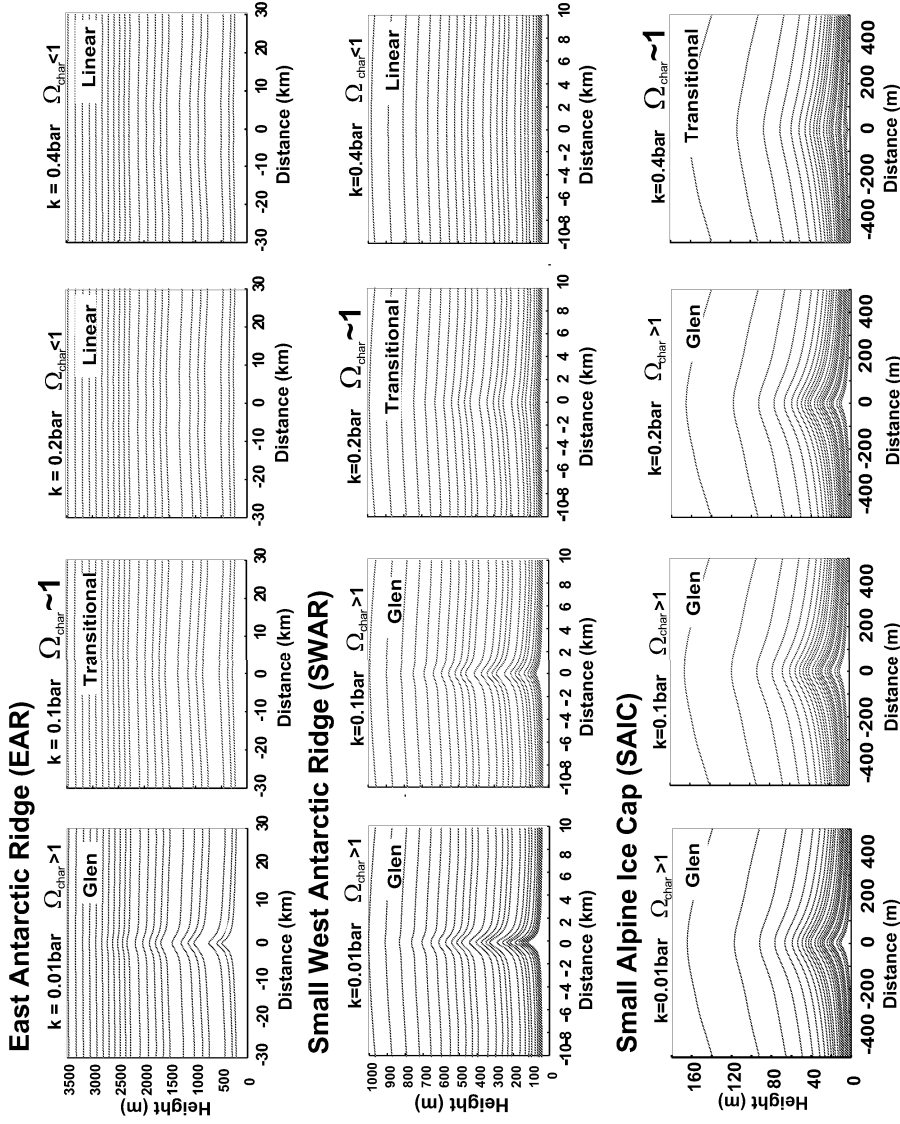 East Antarctic Ridge (EAR)
k = 0.01bar Ωchar>1
k = 0.1bar Ωchar ~1
k = 0.2bar Ωchar<1
k = 0.4bar Ωchar<1
Glen
Transitional
Linear
Linear
Height (m)
3500
3000
2500
2000
1500
1000
500
0
-30 -20 -10 0 10 20 30
-30 -20 -10 0 10 20 30
-30 -20 -10 0 10 20 30
-30 -20 -10 0 10 20 30
Distance (km)
Distance (km)
Distance (km)
Distance (km)
Small West Antarctic Ridge (SWAR)
k=0.01bar Ωchar>1
k=0.1bar Ωchar>1
k=0.2bar Ωchar ~1
k=0.4bar Ωchar<1
Glen
Glen
Transitional
Linear
Height (m)
1000
900
800
700
600
500
400
300
200
100
0
-10-8 -6 -4 -2 0 2 4 6 8 10
-10-8 -6 -4 -2 0 2 4 6 8 10
-10-8 -6 -4 -2 0 2 4 6 8 10
-10-8 -6 -4 -2 0 2 4 6 8 10
Distance (km)
Distance (km)
Distance (km)
Distance (km)
Small Alpine Ice Cap (SAIC)
k=0.01bar Ωchar>1
k=0.1bar Ωchar>1
k=0.2bar Ωchar>1
k=0.4bar Ωchar~1
Glen
Glen
Glen
Transitional
Height (m)
160
120
80
40
0
-400 -200 0 200 400
-400 -200 0 200 400
-400 -200 0 200 400
-400 -200 0 200 400
Distance (m)
Distance (m)
Distance (m)
Distance (m)